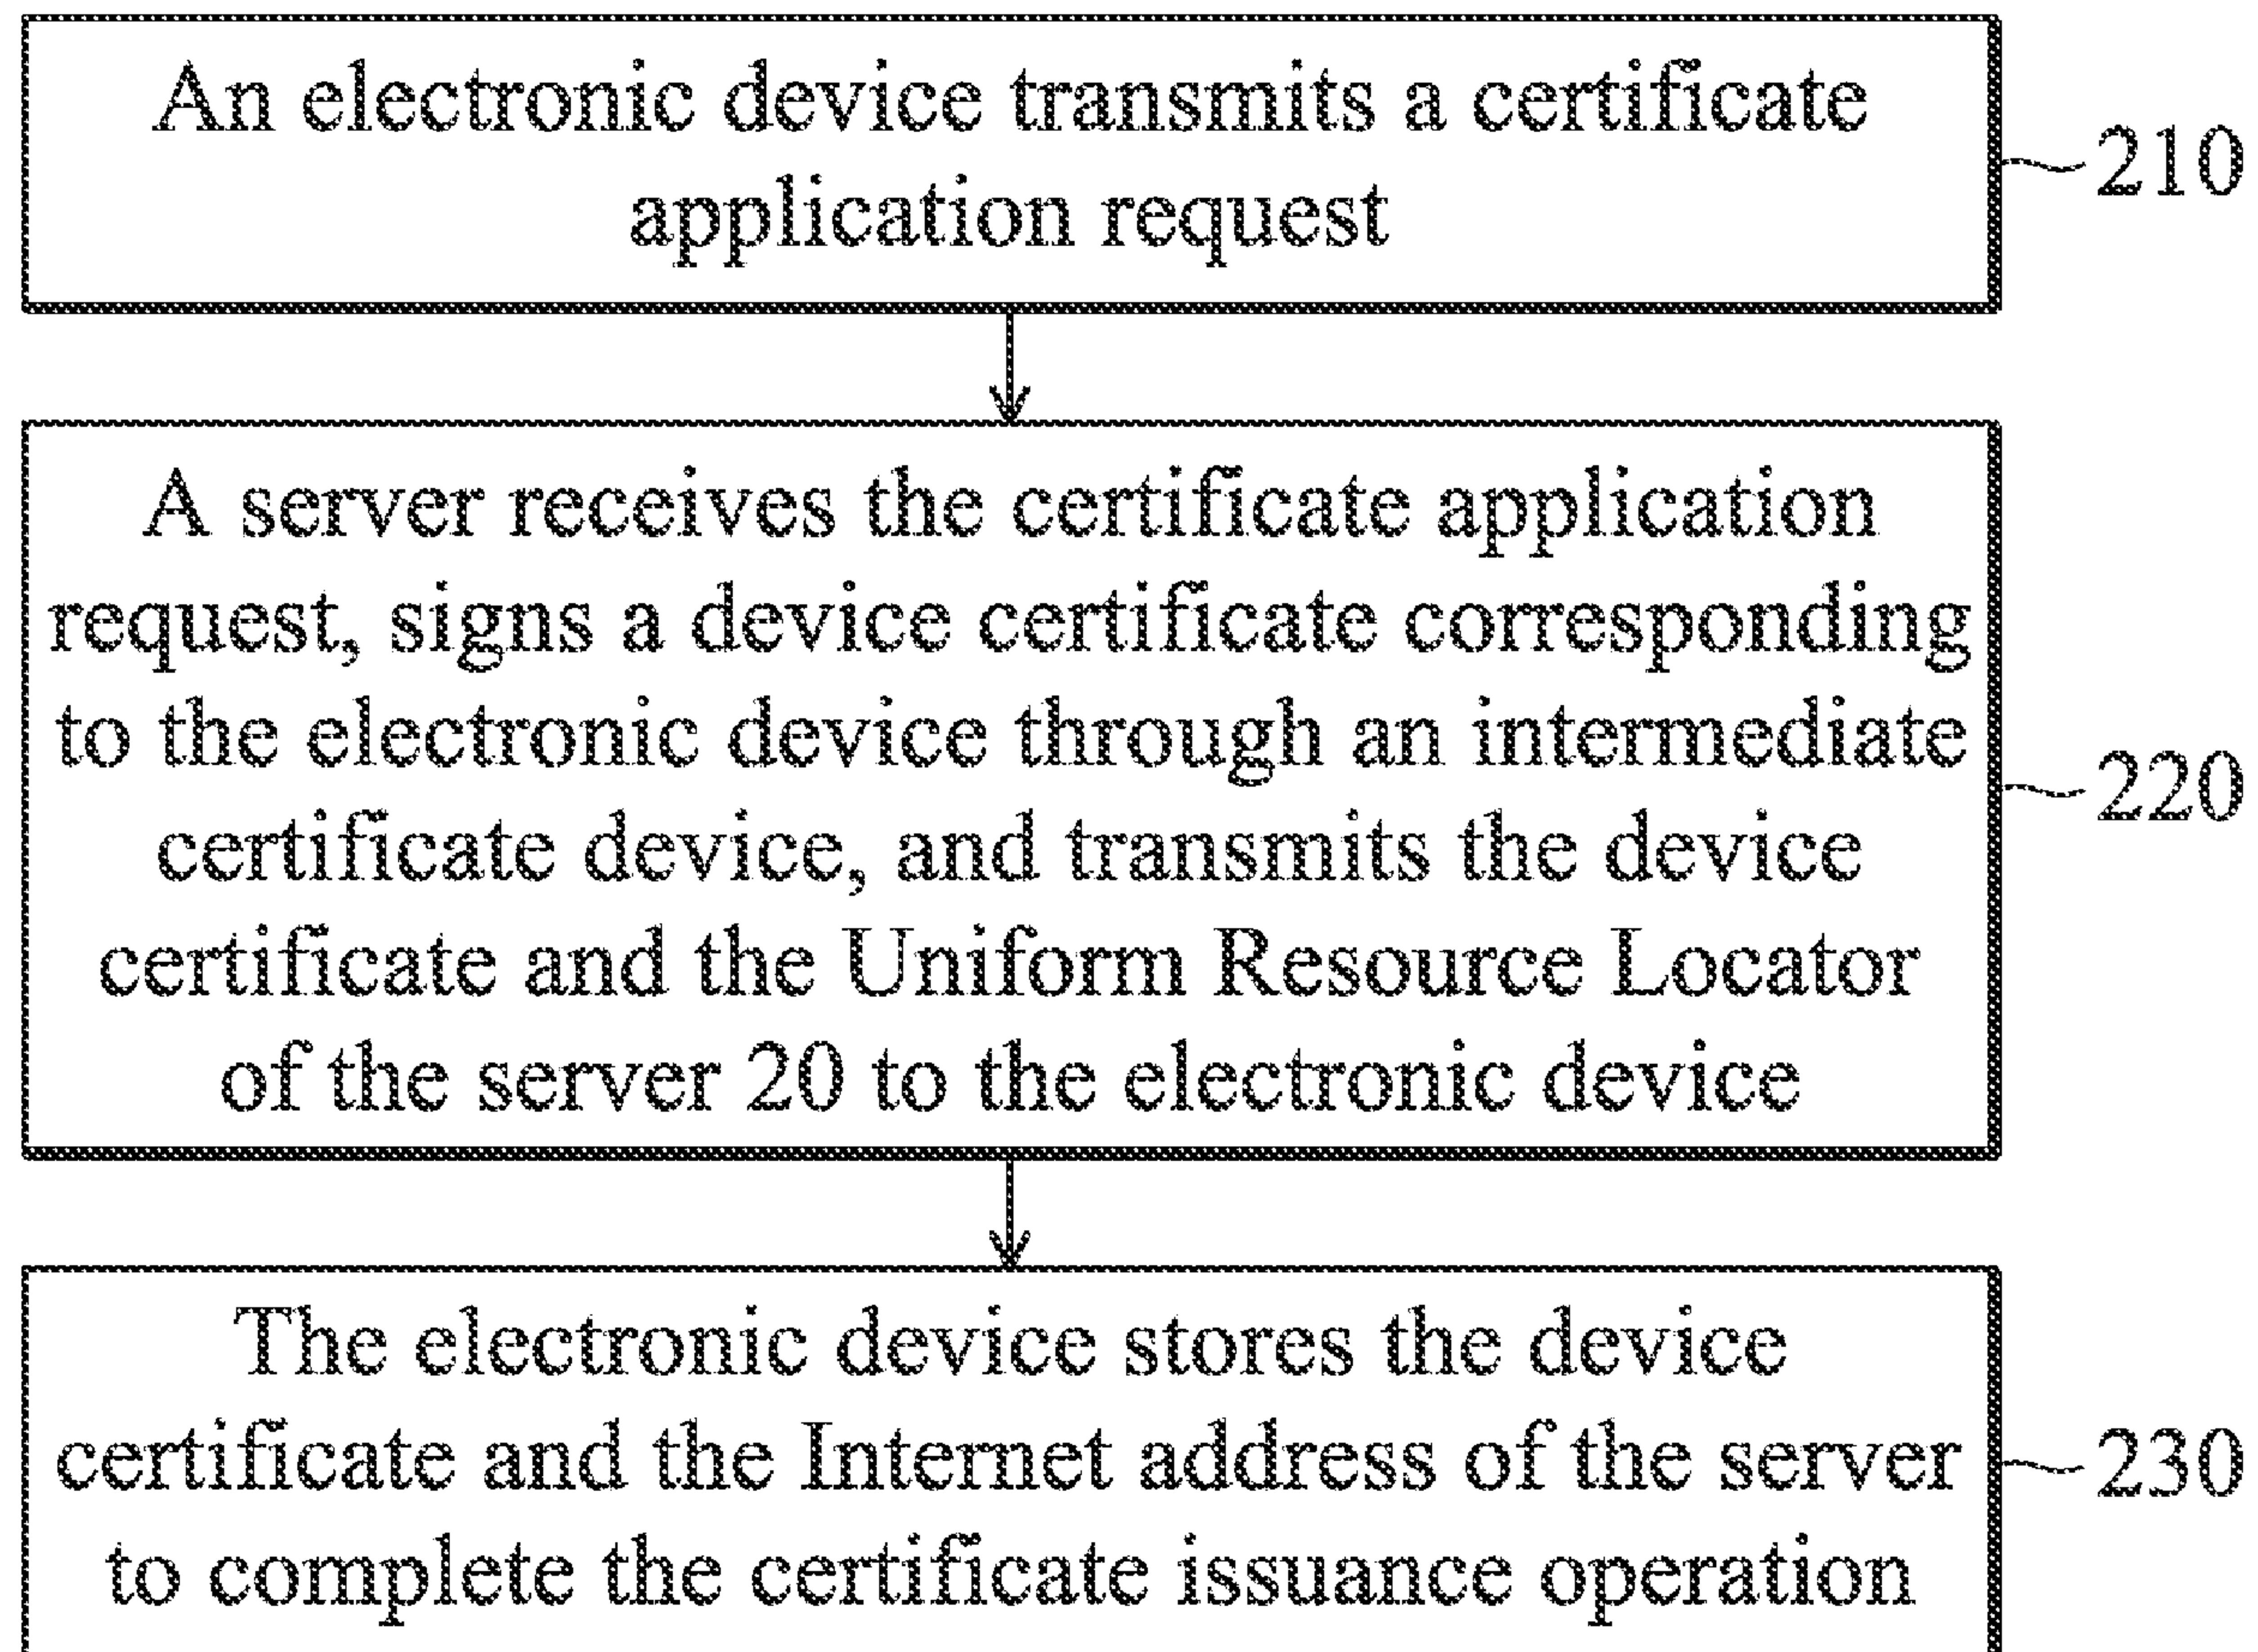 An electronic device transmits a certificate
application request
210
A server receives the certificate application
request, signs a device certificate corresponding
to the electronic device through an intermediate
certificate device, and transmits the device
certificate and the Uniform Resource Locator
of the server 20 to the electronic device
220
The electronic device stores the device
certificate and the Internet address of the server
to complete the certificate issuance operation
230